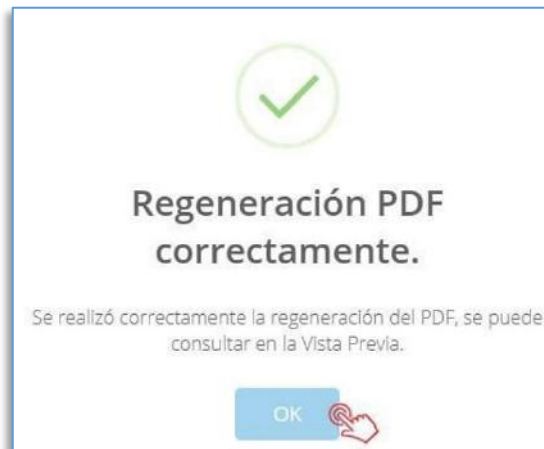 Regeneración PDF
correctamente.
Se realizó correctamente la regeneración del PDF, se puede
consultar en la Vista Previa.
OK